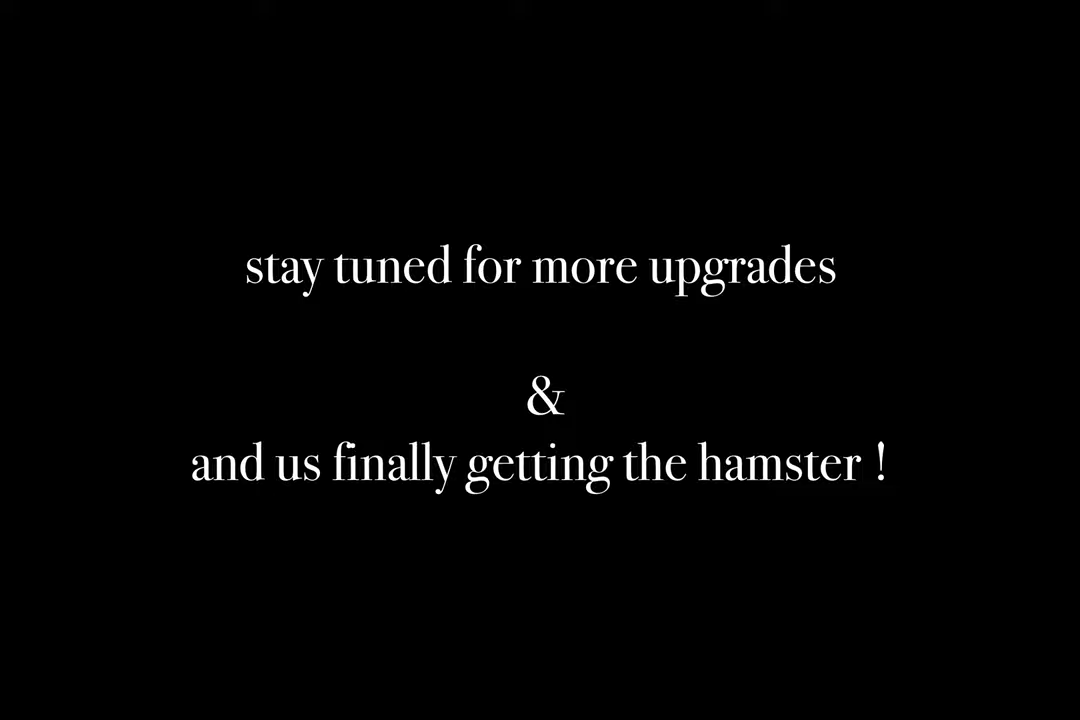 stay tuned for more upgrades
&
and us finally getting the hamster !